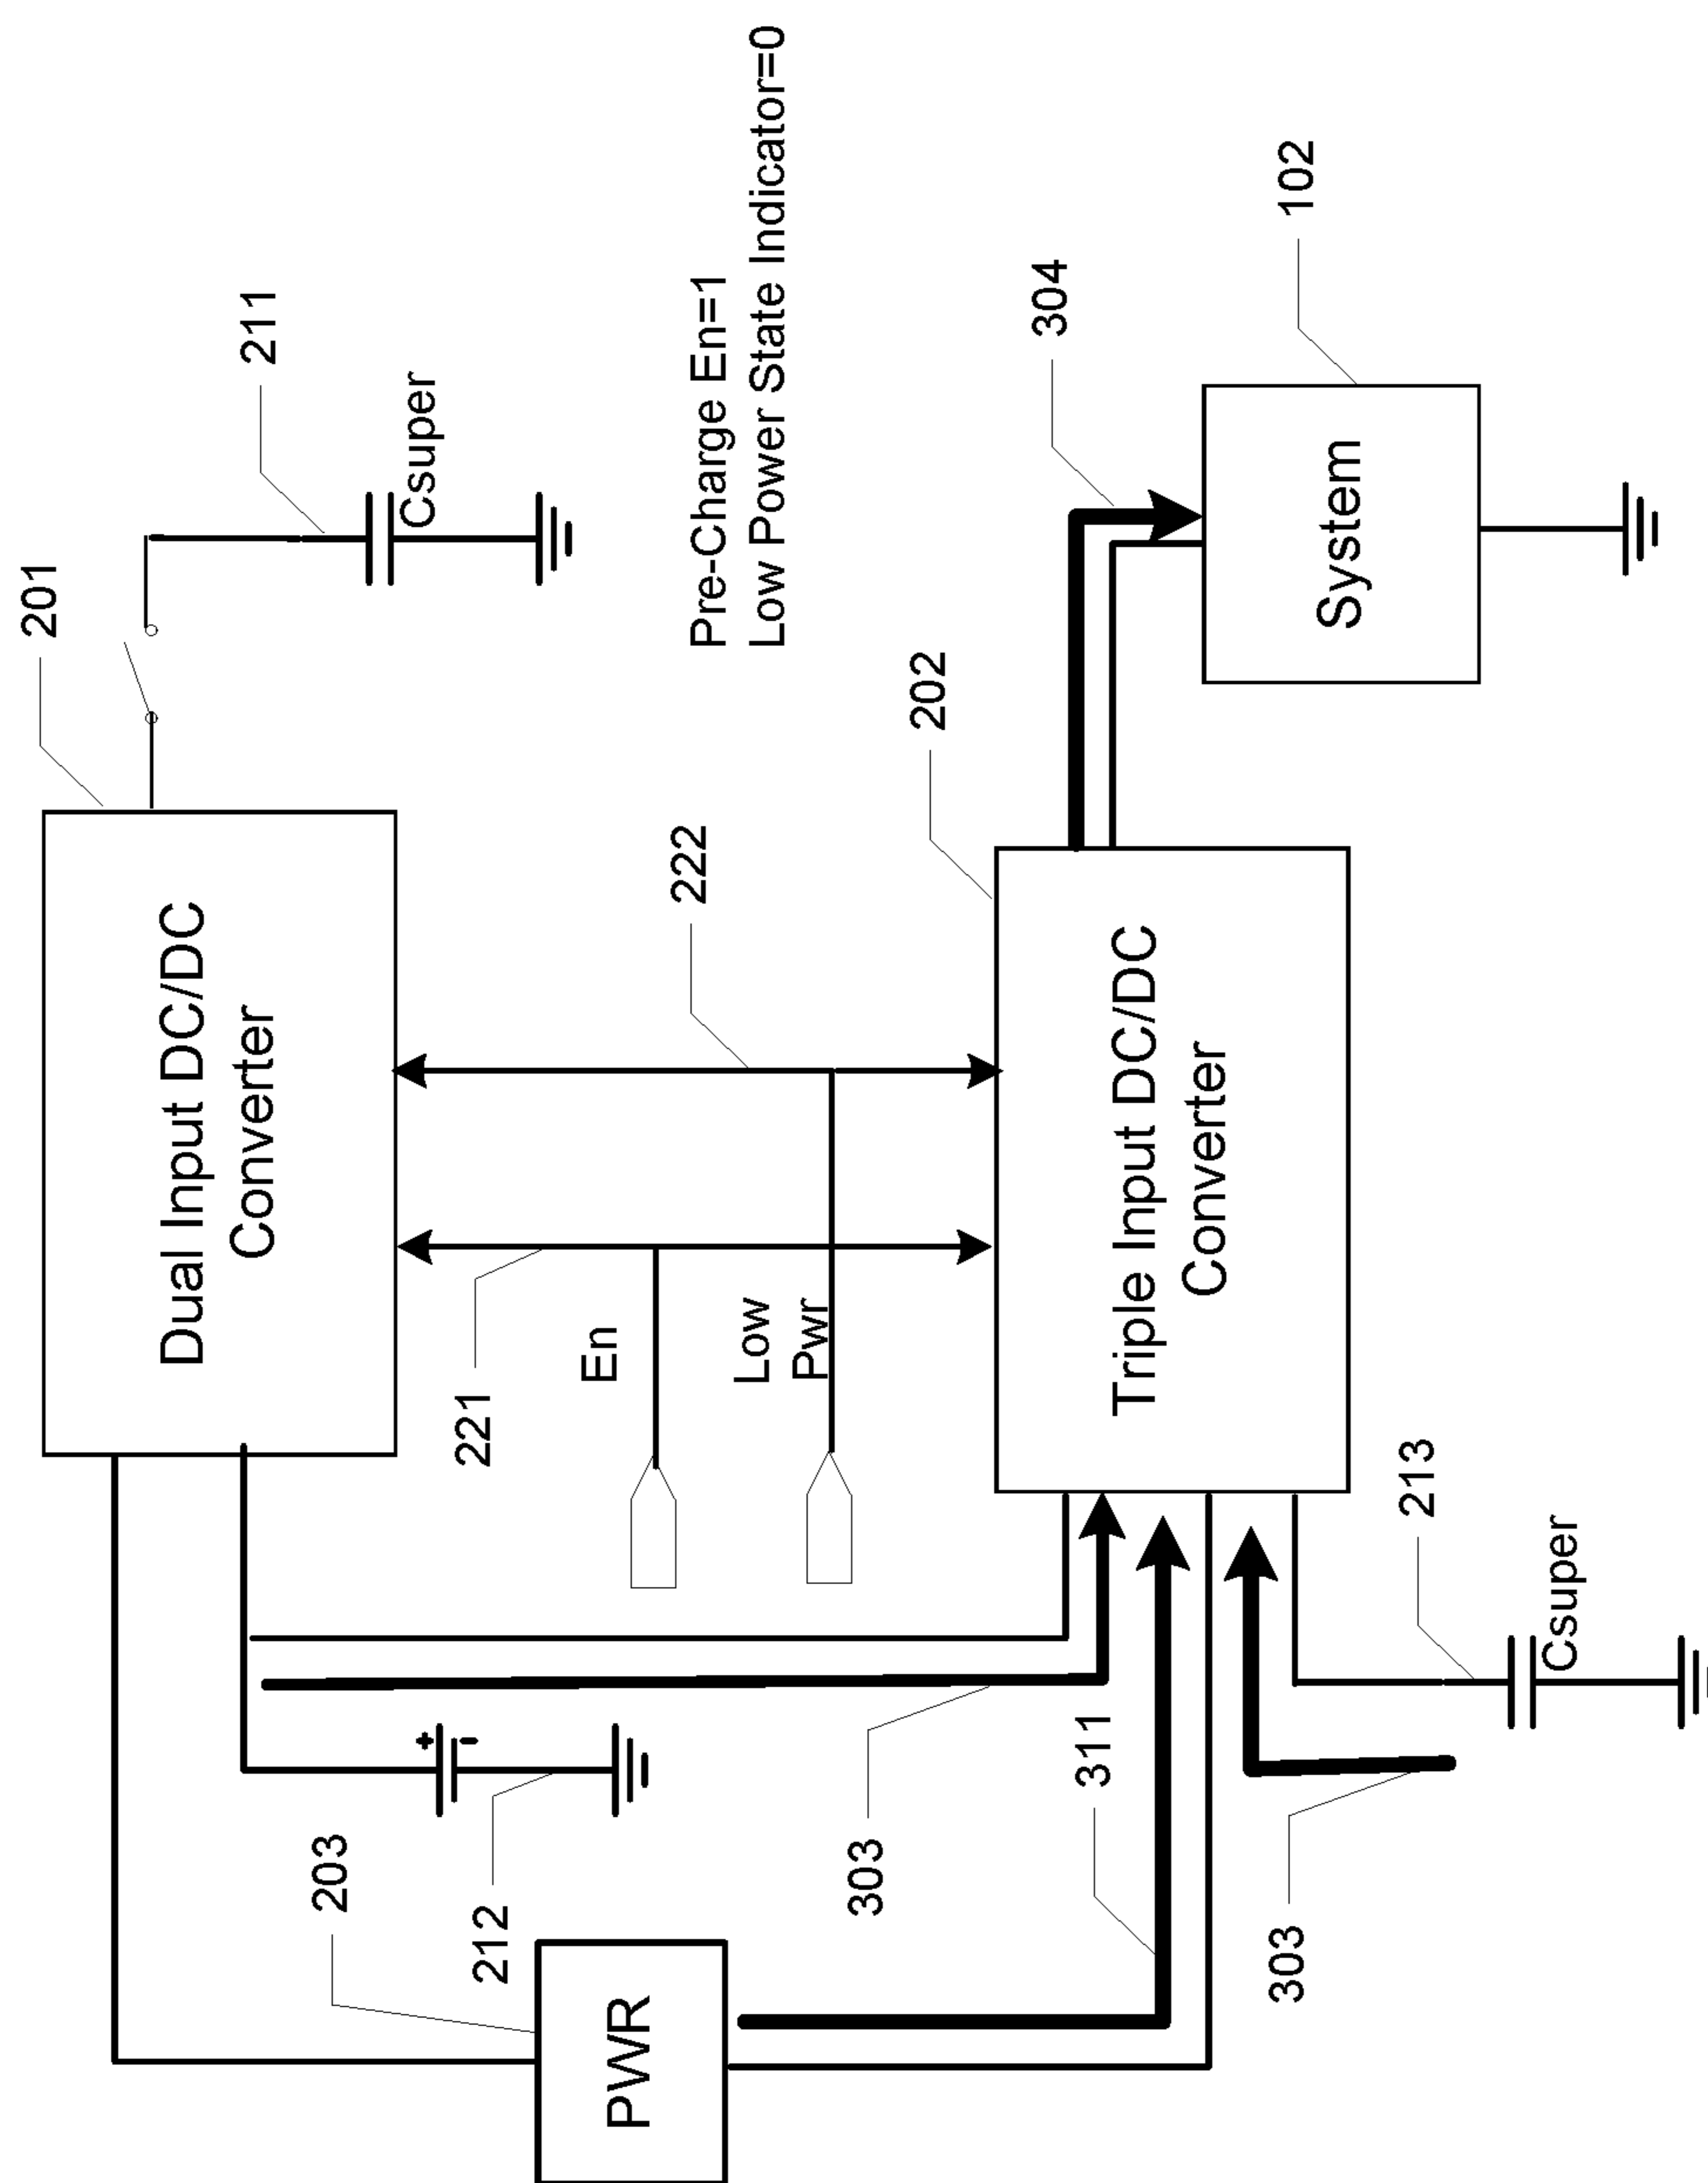 201
211
Csuper
Dual Input DC/DC
Converter
203
212
221
222
En
Low
Pwr
Pre-Charge En=1
Low Power State Indicator=0
PWR
303
311
202
304
Triple Input DC/DC
Converter
System
102
303
213
Csuper
+
-